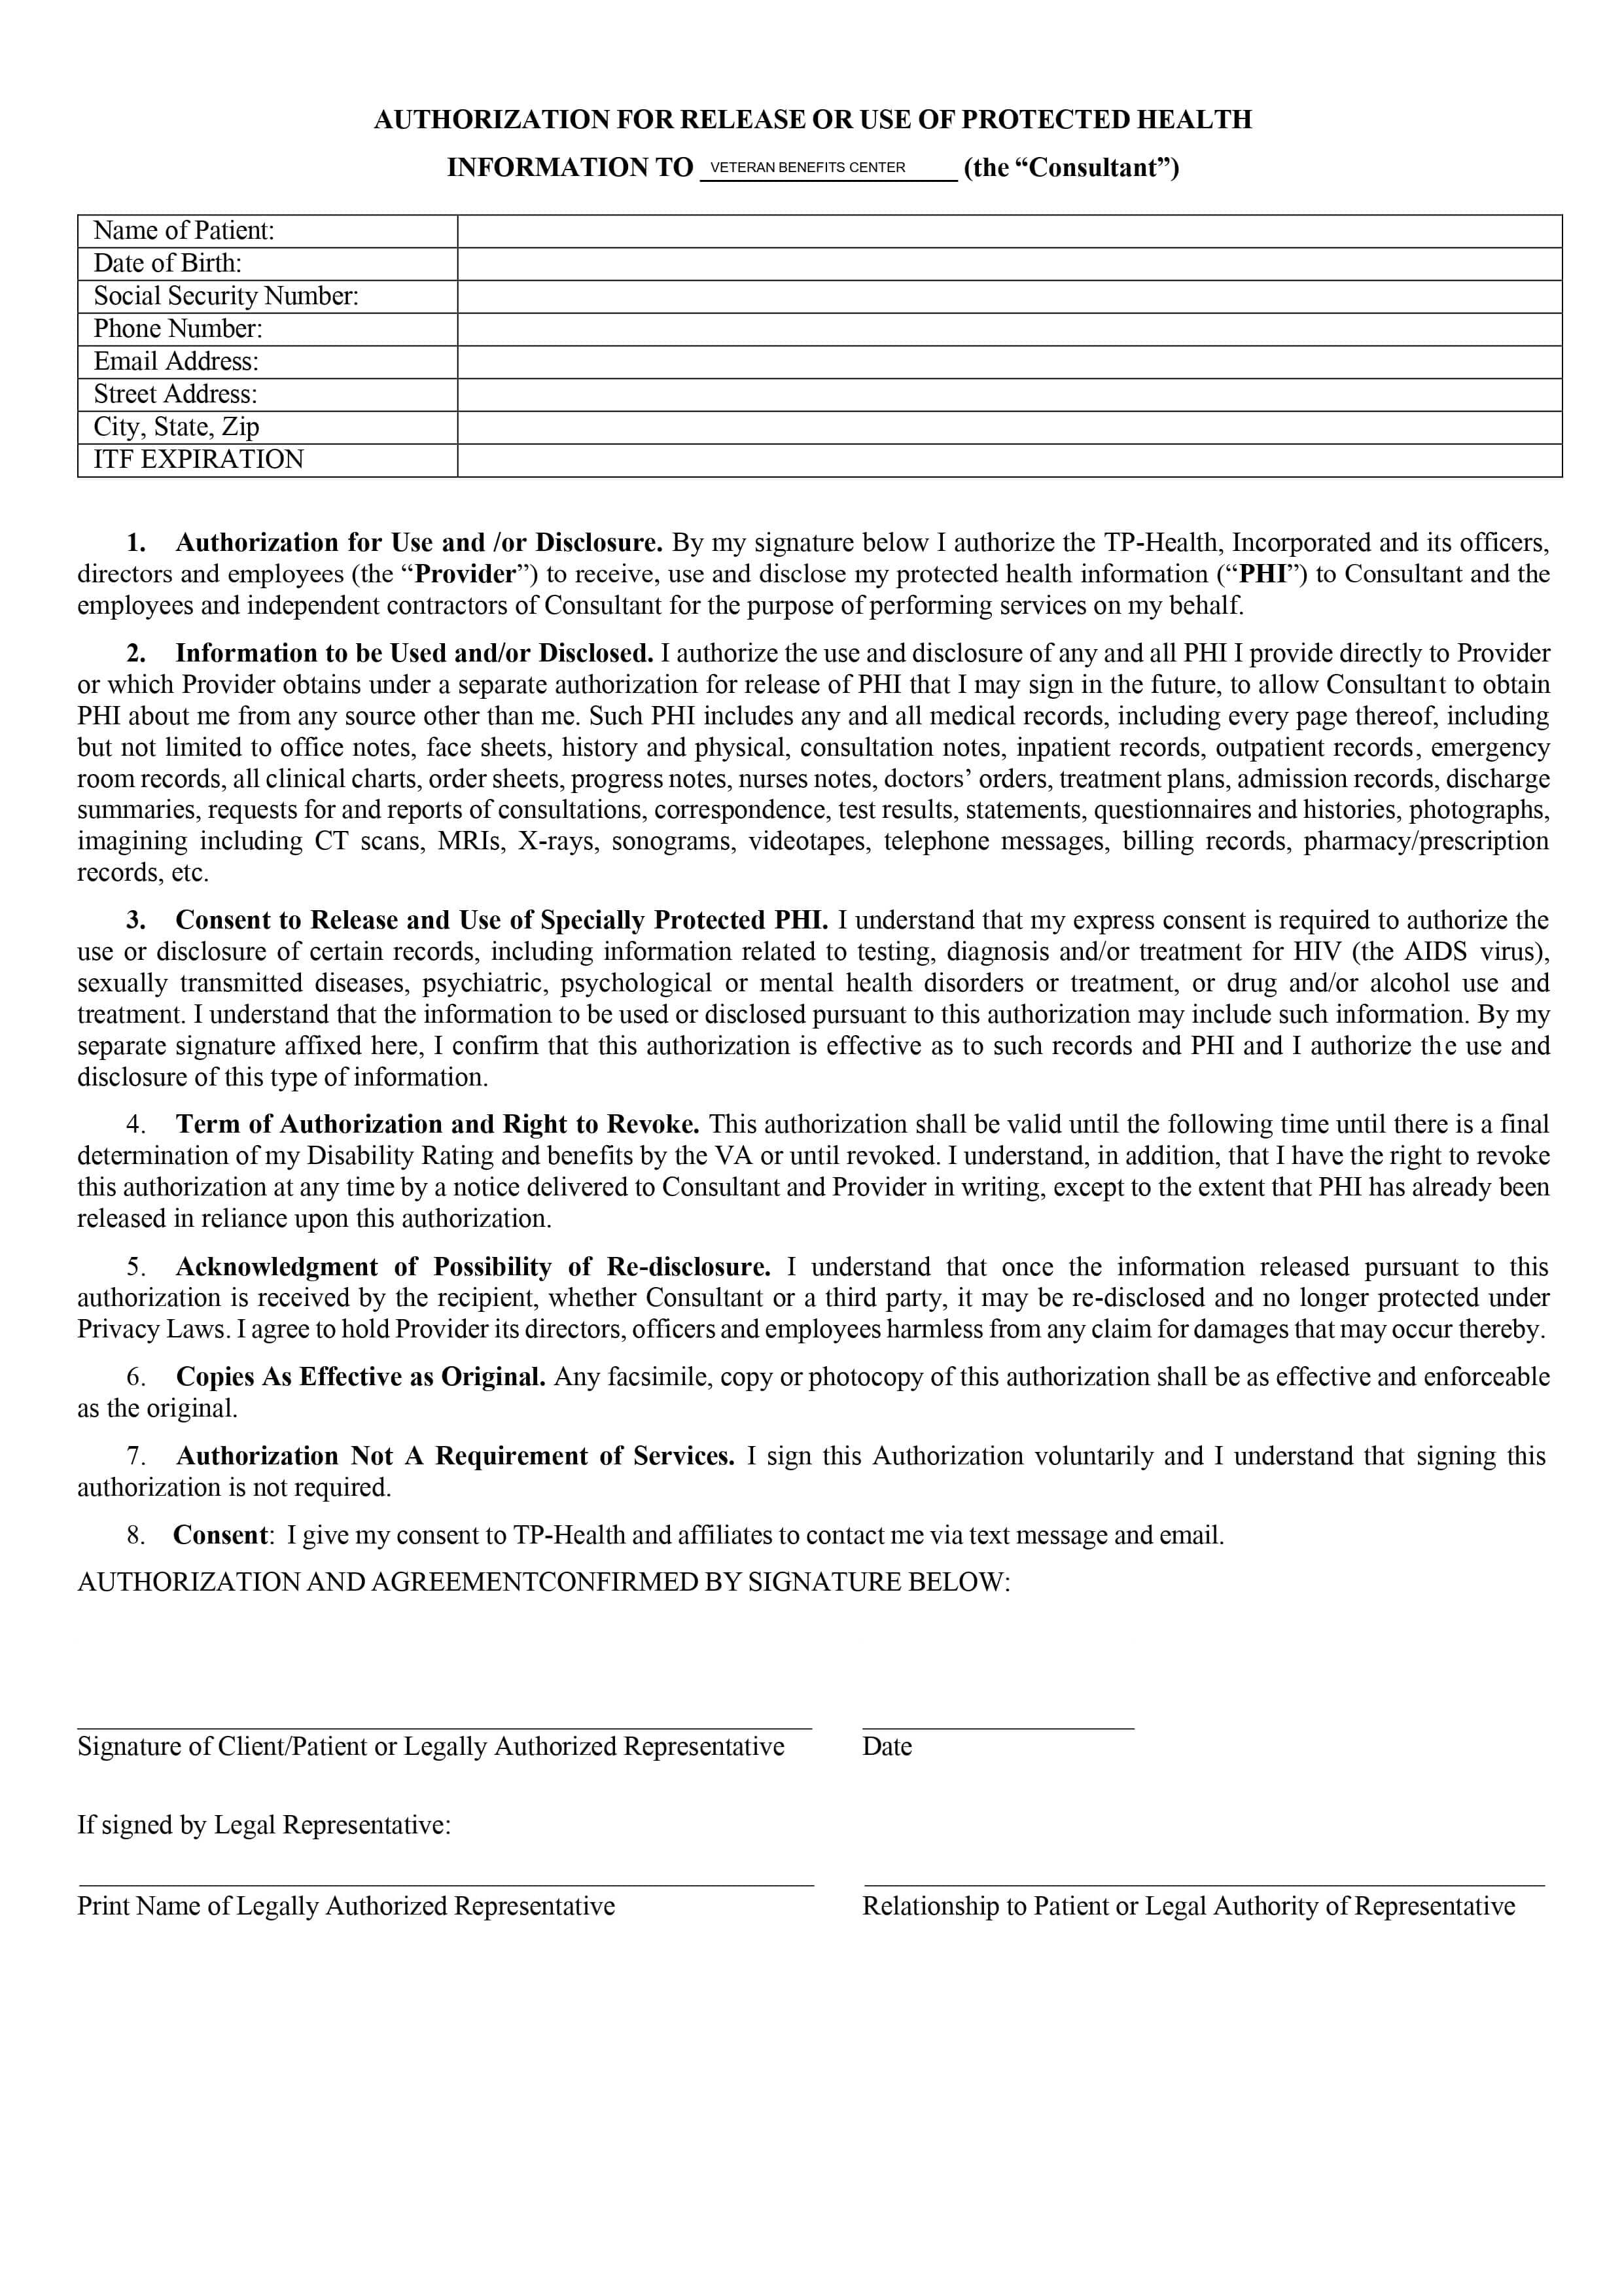 AUTHORIZATION FOR RELEASE OR USE OF PROTECTED HEALTH
INFORMATION TO VETERAN BENEFITS CENTER (the “Consultant”)
Name of Patient:
Date of Birth:
Social Security Number:
Phone Number:
Email Address:
Street Address:
City, State, Zip
ITF EXPIRATION
1. Authorization for Use and /or Disclosure. By my signature below I authorize the TP-Health, Incorporated and its officers,
directors and employees (the “Provider”) to receive, use and disclose my protected health information (“PHI”) to Consultant and the
employees and independent contractors of Consultant for the purpose of performing services on my behalf.
2. Information to be Used and/or Disclosed. I authorize the use and disclosure of any and all PHI I provide directly to Provider
or which Provider obtains under a separate authorization for release of PHI that I may sign in the future, to allow Consultant to obtain
PHI about me from any source other than me. Such PHI includes any and all medical records, including every page thereof, including
but not limited to office notes, face sheets, history and physical, consultation notes, inpatient records, outpatient records, emergency
room records, all clinical charts, order sheets, progress notes, nurses notes, doctors’ orders, treatment plans, admission records, discharge
summaries, requests for and reports of consultations, correspondence, test results, statements, questionnaires and histories, photographs,
imagining including CT scans, MRIs, X-rays, sonograms, videotapes, telephone messages, billing records, pharmacy/prescription
records, etc.
3. Consent to Release and Use of Specially Protected PHI. I understand that my express consent is required to authorize the
use or disclosure of certain records, including information related to testing, diagnosis and/or treatment for HIV (the AIDS virus),
sexually transmitted diseases, psychiatric, psychological or mental health disorders or treatment, or drug and/or alcohol use and
treatment. I understand that the information to be used or disclosed pursuant to this authorization may include such information. By my
separate signature affixed here, I confirm that this authorization is effective as to such records and PHI and I authorize the use and
disclosure of this type of information.
4. Term of Authorization and Right to Revoke. This authorization shall be valid until the following time until there is a final
determination of my Disability Rating and benefits by the VA or until revoked. I understand, in addition, that I have the right to revoke
this authorization at any time by a notice delivered to Consultant and Provider in writing, except to the extent that PHI has already been
released in reliance upon this authorization.
5. Acknowledgment of Possibility of Re-disclosure. I understand that once the information released pursuant to this
authorization is received by the recipient, whether Consultant or a third party, it may be re-disclosed and no longer protected under
Privacy Laws. I agree to hold Provider its directors, officers and employees harmless from any claim for damages that may occur thereby.
6. Copies As Effective as Original. Any facsimile, copy or photocopy of this authorization shall be as effective and enforceable
as the original.
7. Authorization Not A Requirement of Services. I sign this Authorization voluntarily and I understand that signing this
authorization is not required.
8. Consent: I give my consent to TP-Health and affiliates to contact me via text message and email.
AUTHORIZATION AND AGREEMENTCONFIRMED BY SIGNATURE BELOW:
Signature of Client/Patient or Legally Authorized Representative Date
If signed by Legal Representative:
Print Name of Legally Authorized Representative Relationship to Patient or Legal Authority of Representative